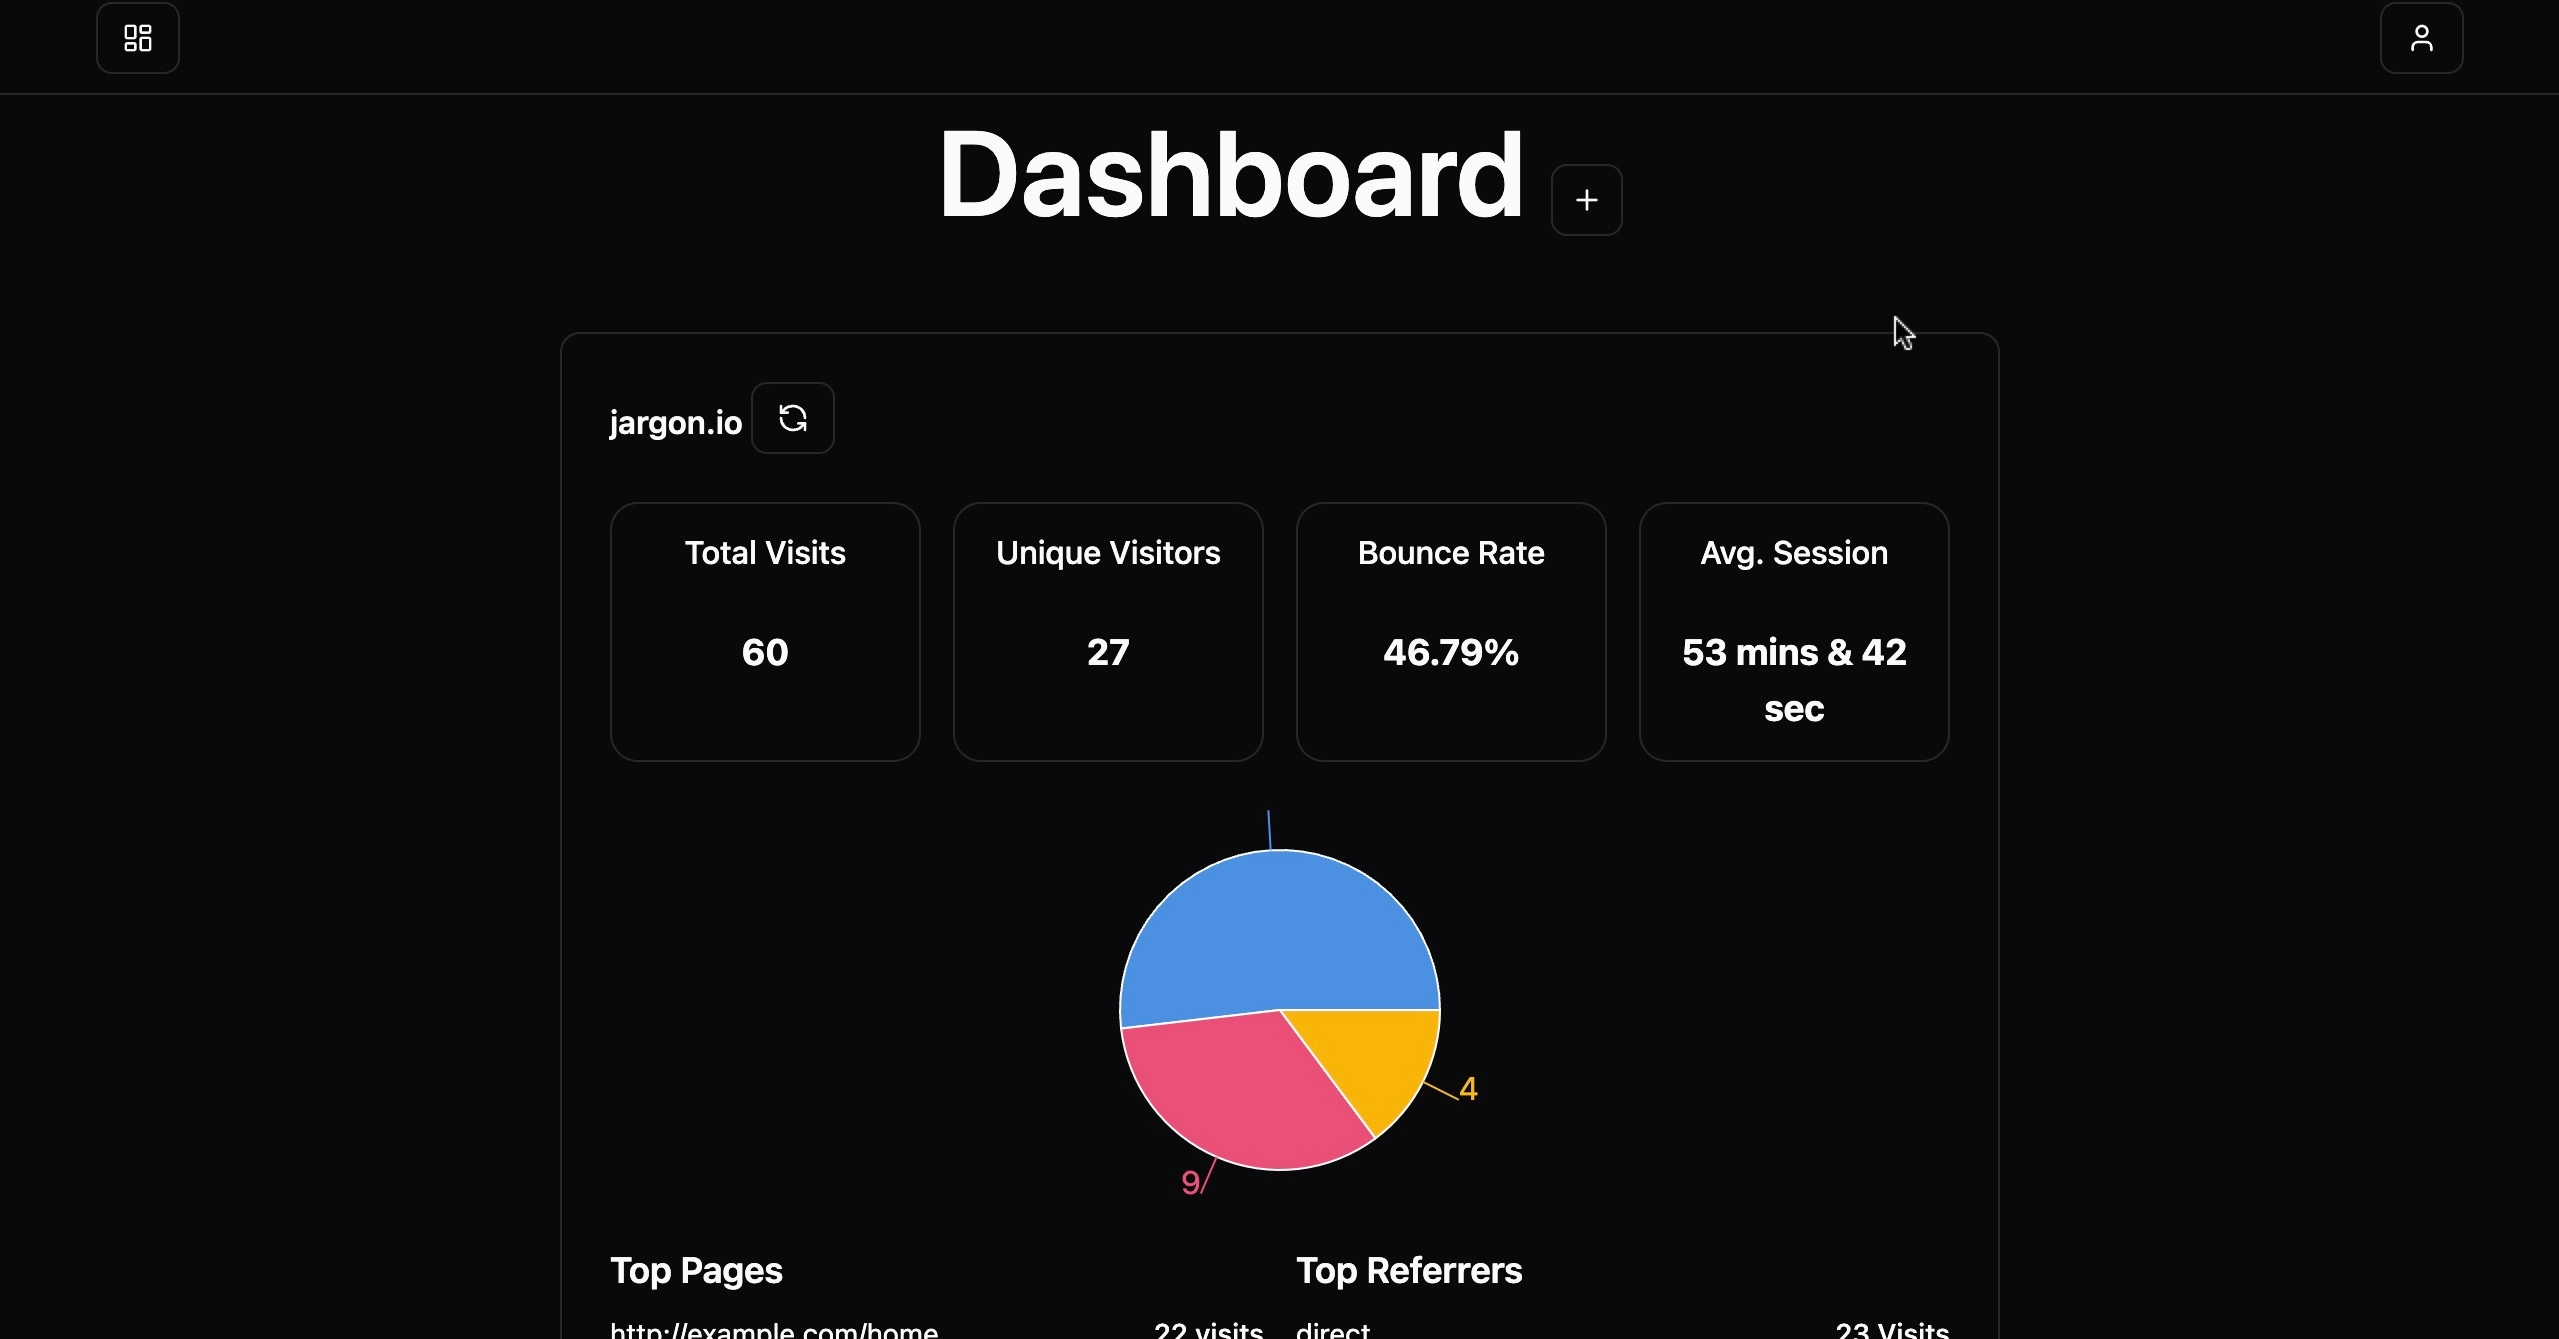 Dashboard
jargon.io
Total Visits
60
Unique Visitors
27
Bounce Rate
46.79%
Avg. Session
53 mins & 42
sec
4
9
Top Pages
http://example.com/home 22 visits
Top Referrers
direct 23 Visits